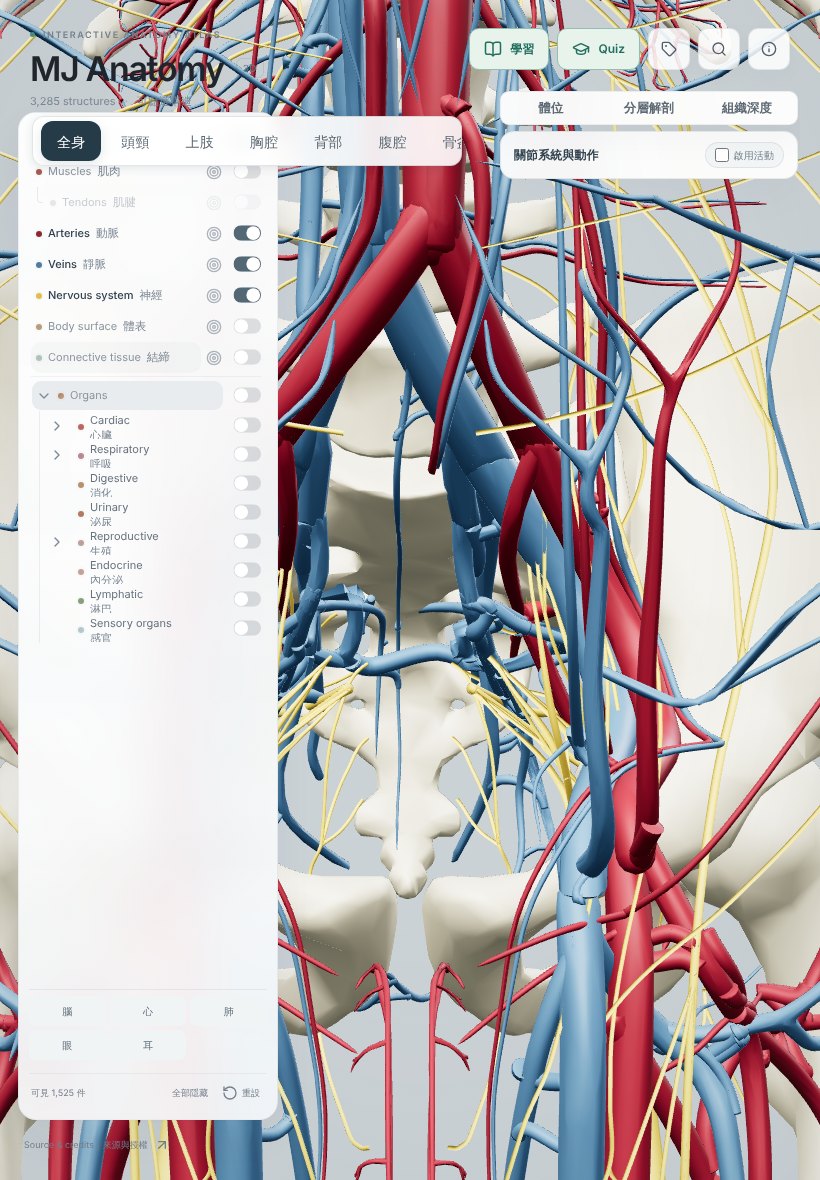 INTERACTIVE ANATOMY ATLAS
MJ Anatomy
3,285 structures
學習
Quiz
體位
分層解剖
組織深度
全身
頭頸
上肢
胸腔
背部
腹腔
關節系統與動作
啟用活動
Muscles 肌肉
Tendons 肌腱
Arteries 動脈
Veins 靜脈
Nervous system 神經
Body surface 體表
Connective tissue 結締
Organs
Cardiac
心臟
Respiratory
呼吸
Digestive
消化
Urinary
泌尿
Reproductive
生殖
Endocrine
內分泌
Lymphatic
淋巴
Sensory organs
感官
腦
心
肺
眼
耳
可見 1,525 件
全部隱藏
重設
Source & credits 來源與授權